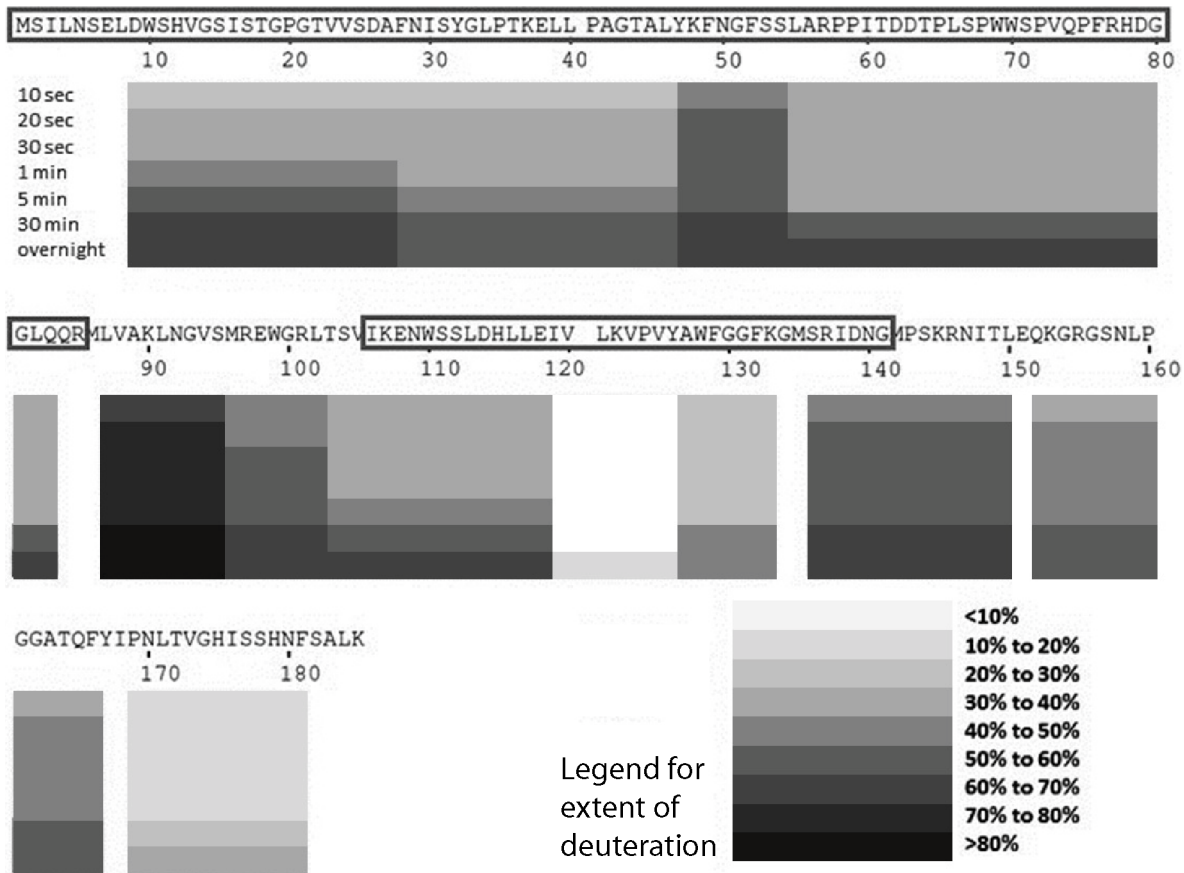 MSILNSELDWSHVGSISTGPGTVVSDAFNISYGLPTKELL PAGTALYKFNGFSSLARPPITDDTPLSPWWSPVQPFRHDG
10 20 30 40 50 60 70 80
10 sec
20 sec
30 sec
1 min
5 min
30 min
overnight
GLQQRMLVAKLNGVSMREWGRLTSVIKENWSSLDHLLEIV LKVPVYAWFGGFKGMSRIDNGMPSKRNITLEQKGRGSNLP
90 100 110 120 130 140 150 160
GGATQFYIPNLTVGHISSHNFSALK
170 180
Legend for
extent of
deuteration
<10%
10% to 20%
20% to 30%
30% to 40%
40% to 50%
50% to 60%
60% to 70%
70% to 80%
>80%